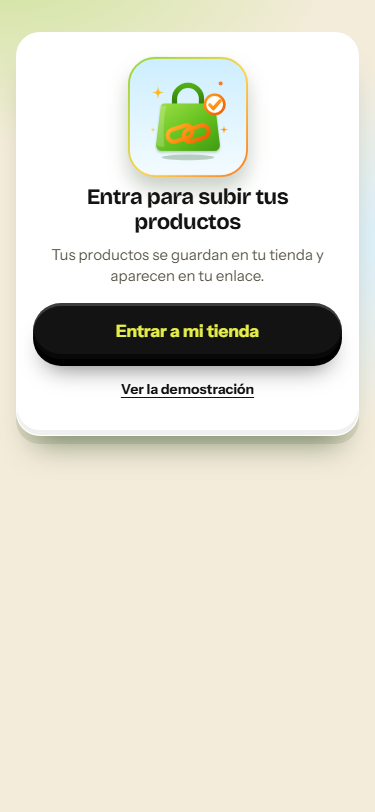 Entra para subir tus
productos
Tus productos se guardan en tu tienda y
aparecen en tu enlace.
Entrar a mi tienda
Ver la demostración